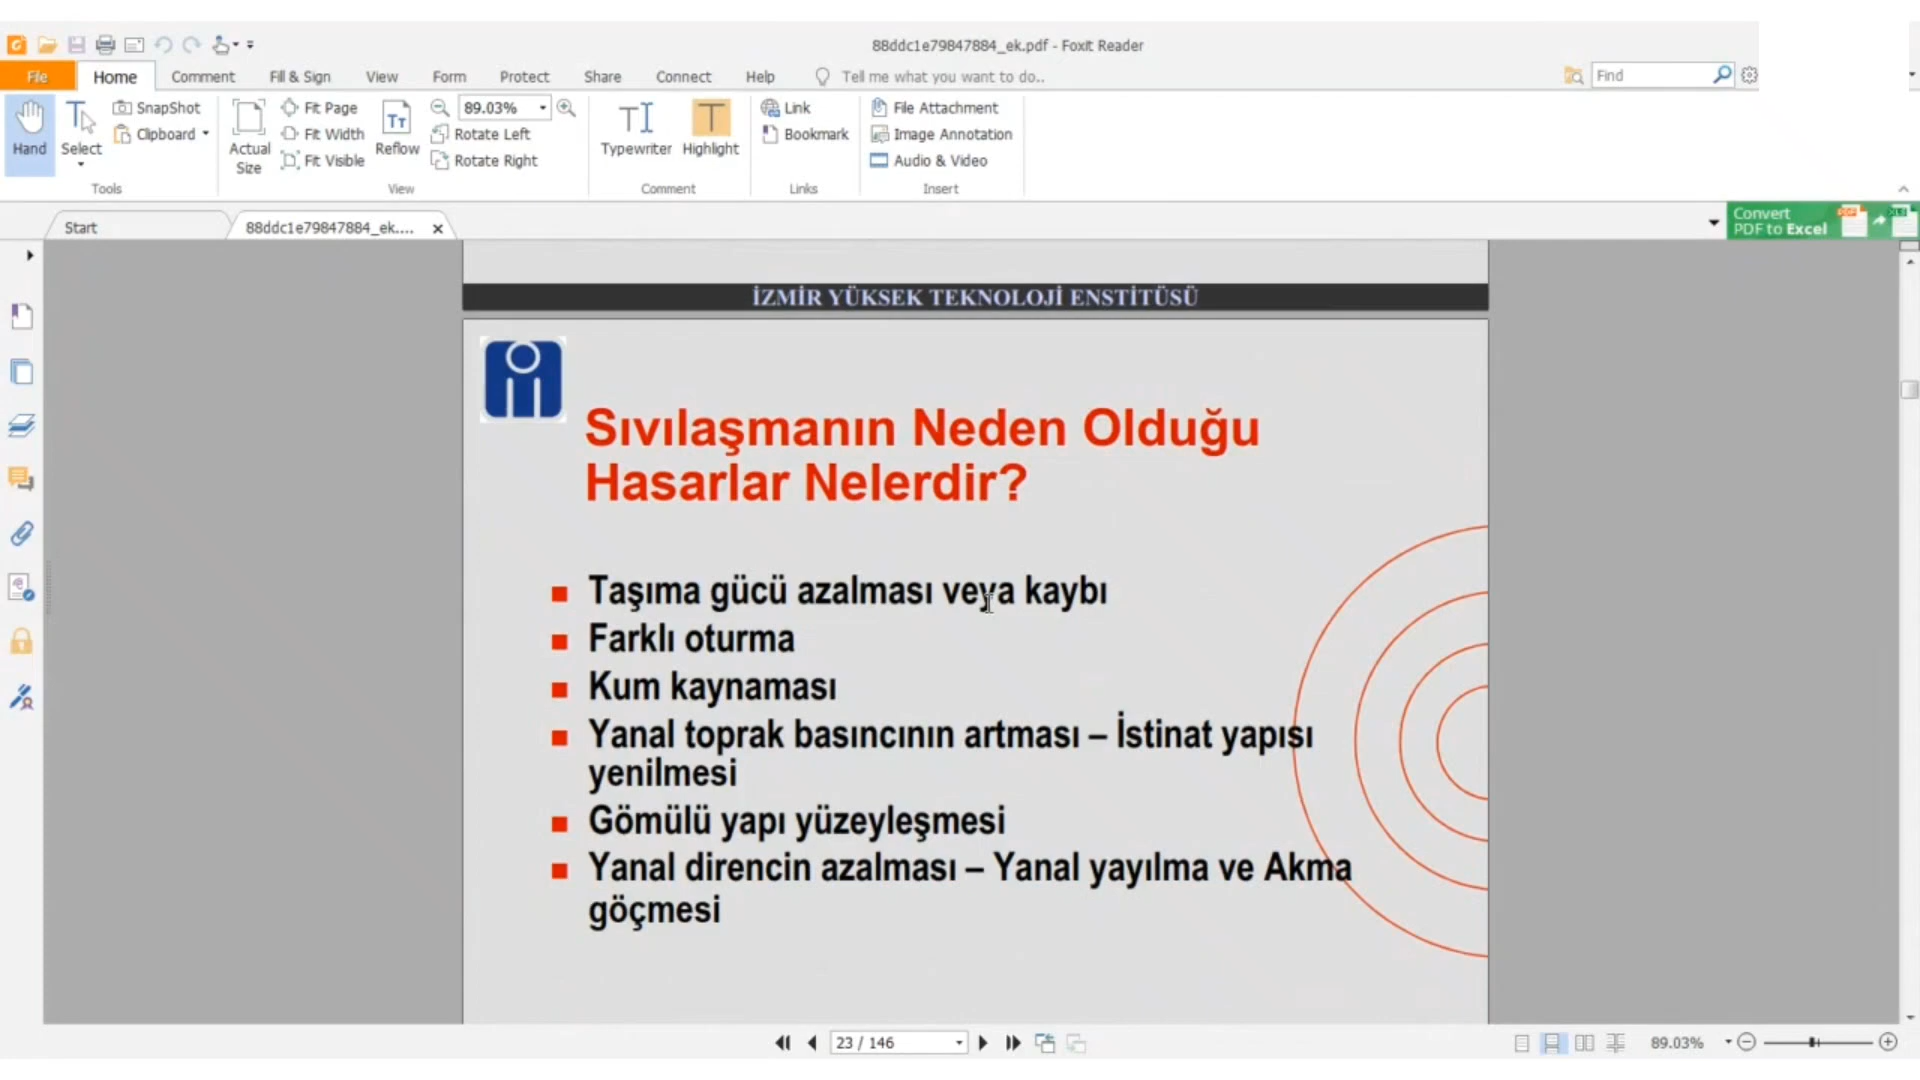 88ddc1e79847884_ek.pdf - Foxit Reader
File Home Comment Fill & Sign View Form Protect Share Connect Help Tell me what you want to do.. Find
SnapShot Fit Page 89.03% Link File Attachment
Clipboard Fit Width Rotate Left Bookmark Image Annotation
Hand Select Actual Size Fit Visible Reflow Rotate Right Typewriter Highlight Audio & Video
Tools View Comment Links Insert
Start 88ddc1e79847884_ek.... Convert
PDF to Excel
İZMİR YÜKSEK TEKNOLOJİ ENSTİTÜSÜ
Sıvılaşmanın Neden Olduğu
Hasarlar Nelerdir?
Taşıma gücü azalması veya kaybı
Farklı oturma
Kum kaynaması
Yanal toprak basıncının artması – İstinat yapısı
yenilmesi
Gömülü yapı yüzeyleşmesi
Yanal direncin azalması – Yanal yayılma ve Akma
göçmesi
23 / 146 89.03%